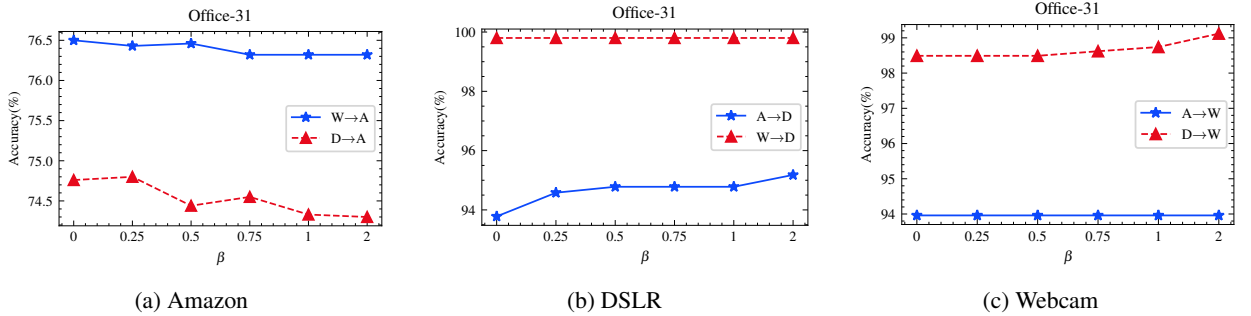 Office-31
Accuracy(%)
76.5
76.0
75.5
75.0
74.5
W→A
D→A
0 0.25 0.5 0.75 1 2
β
(a) Amazon
Office-31
Accuracy(%)
100
98
96
94
A→D
W→D
0 0.25 0.5 0.75 1 2
β
(b) DSLR
Office-31
Accuracy(%)
99
98
97
96
95
94
A→W
D→W
0 0.25 0.5 0.75 1 2
β
(c) Webcam